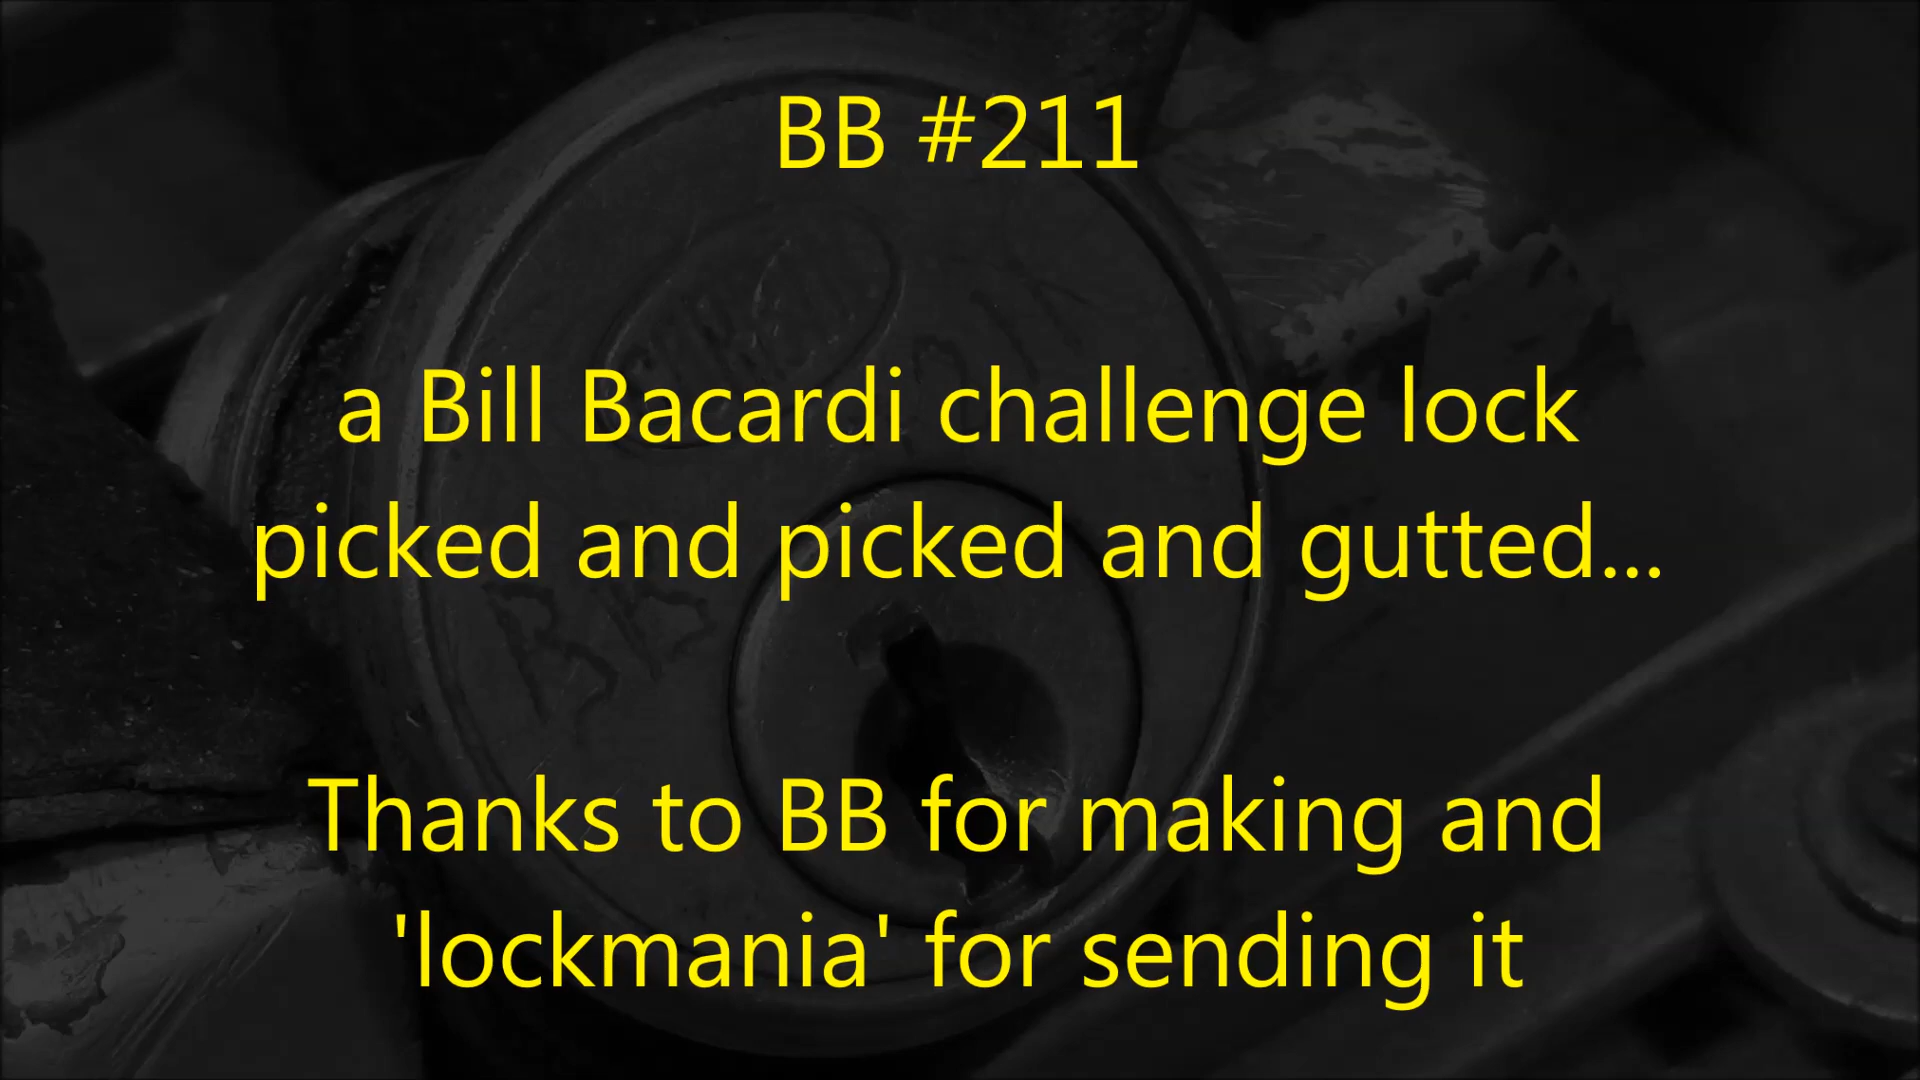 BB #211
a Bill Bacardi challenge lock
picked and picked and gutted...
Thanks to BB for making and
'lockmania' for sending it